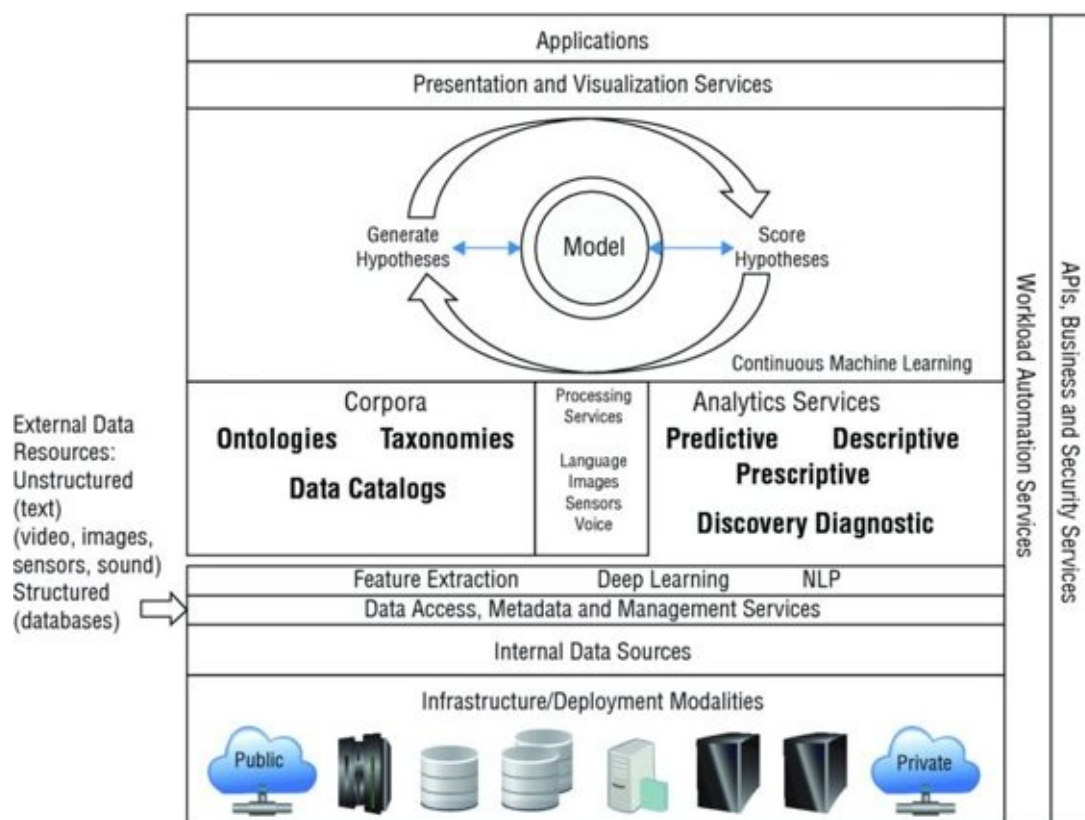 Applications
Presentation and Visualization Services
Generate
Hypotheses
Model
Score
Hypotheses
Continuous Machine Learning
Corpora
Ontologies Taxonomies
Data Catalogs
Processing
Services
Language
Images
Sensors
Voice
Analytics Services
Predictive Descriptive
Prescriptive
Discovery Diagnostic
External Data
Resources:
Unstructured
(text)
(video, images,
sensors, sound)
Structured
(databases)
Feature Extraction Deep Learning NLP
Data Access, Metadata and Management Services
Internal Data Sources
Infrastructure/Deployment Modalities
Public
Private
Workload Automation Services
APIs, Business and Security Services